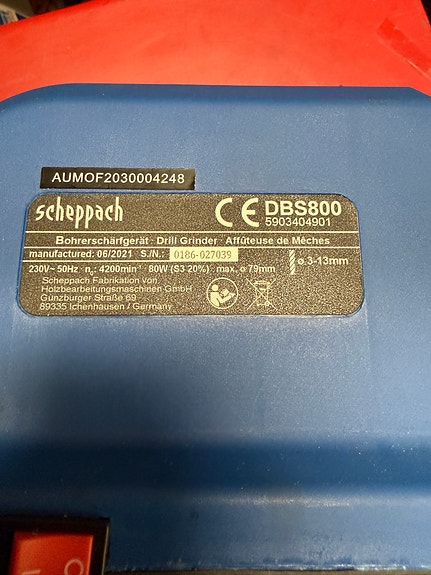 AUMOF2030004248
scheppach
CE DBS800
5903404901
Bohrerschärfgerät · Drill Grinder · Affûteuse de Mèches
manufactured: 06/2021 S./N.: 0186-027039
230V~ 50Hz · n₀: 4200min⁻¹ · 80W (S3 20%) · max. ø 79mm
ø 3-13mm
Scheppach Fabrikation von
Holzbearbeitungsmaschinen GmbH
Günzburger Straße 69
89335 Ichenhausen / Germany